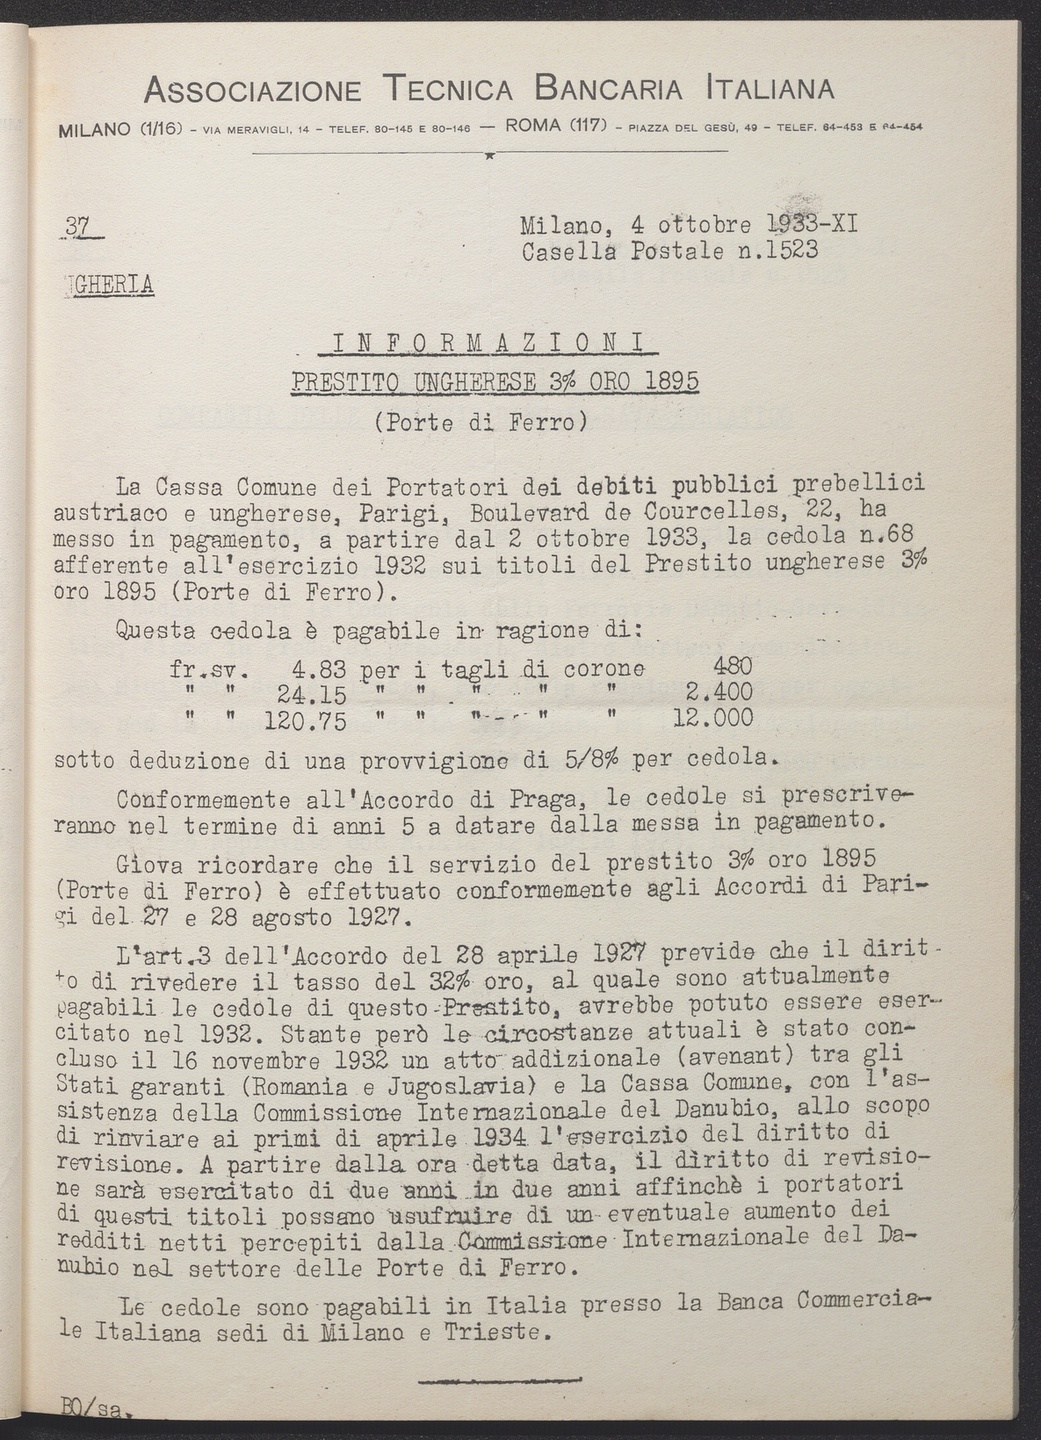 ASSOCIAZIONE TECNICA BANCARIA ITALIANA
MILANO (1/16) - VIA MERAVIGLI, 14 - TELEF. 80-145 E 80-146 — ROMA (117) - PIAZZA DEL GESÙ, 49 - TELEF. 64-453 E 64-454
37
Milano, 4 ottobre 1933-XI
Casella Postale n.1523
GHERIA
I N F O R M A Z I O N I
PRESTITO UNGHERESE 3% ORO 1895
(Porte di Ferro)
La Cassa Comune dei Portatori dei debiti pubblici prebellici
austriaco e ungherese, Parigi, Boulevard de Courcelles, 22, ha
messo in pagamento, a partire dal 2 ottobre 1933, la cedola n.68
afferente all'esercizio 1932 sui titoli del Prestito ungherese 3%
oro 1895 (Porte di Ferro).
Questa cedola è pagabile in ragione di:
fr.sv. 4.83 per i tagli di corone 480
" " 24.15 " " " " " 2.400
" " 120.75 " " " " " 12.000
sotto deduzione di una provvigione di 5/8% per cedola.
Conformemente all'Accordo di Praga, le cedole si prescrive-
ranno nel termine di anni 5 a datare dalla messa in pagamento.
Giova ricordare che il servizio del prestito 3% oro 1895
(Porte di Ferro) è effettuato conformemente agli Accordi di Pari-
gi del 27 e 28 agosto 1927.
L'art.3 dell'Accordo del 28 aprile 1927 previde che il dirit-
to di rivedere il tasso del 32% oro, al quale sono attualmente
pagabili le cedole di questo Prestito, avrebbe potuto essere eser-
citato nel 1932. Stante però le circostanze attuali è stato con-
cluso il 16 novembre 1932 un atto addizionale (avenant) tra gli
Stati garanti (Romania e Jugoslavia) e la Cassa Comune, con l'as-
sistenza della Commissione Internazionale del Danubio, allo scopo
di rinviare ai primi di aprile 1934 l'esercizio del diritto di
revisione. A partire dalla ora detta data, il diritto di revisio-
ne sarà esercitato di due anni in due anni affinchè i portatori
di questi titoli possano usufruire di un eventuale aumento dei
redditi netti percepiti dalla Commissione Internazionale del Da-
nubio nel settore delle Porte di Ferro.
Le cedole sono pagabili in Italia presso la Banca Commercia-
le Italiana sedi di Milano e Trieste.
BO/sa.